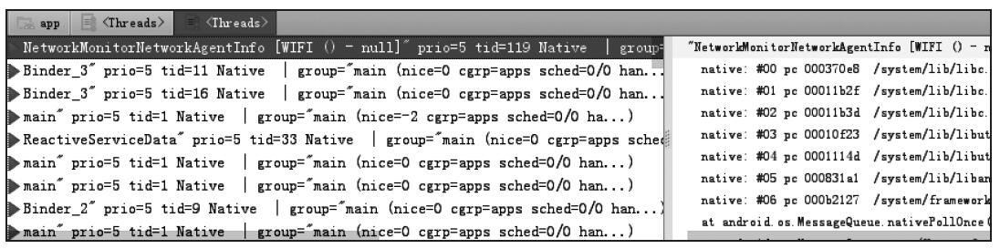 app <Threads> <Threads>
NetworkMonitorNetworkAgentInfo [WIFI () - null]" prio=5 tid=119 Native | group=
Binder_3" prio=5 tid=11 Native | group="main (nice=0 cgrp=apps sched=0/0 han...
Binder_3" prio=5 tid=16 Native | group="main (nice=0 cgrp=apps sched=0/0 han...
main" prio=5 tid=1 Native | group="main (nice=-2 cgrp=apps sched=0/0 ha...)
ReactiveServiceData" prio=5 tid=33 Native | group="main (nice=0 cgrp=apps sched
main" prio=5 tid=1 Native | group="main (nice=0 cgrp=apps sched=0/0 han...)
main" prio=5 tid=1 Native | group="main (nice=0 cgrp=apps sched=0/0 han...)
Binder_2" prio=5 tid=9 Native | group="main (nice=0 cgrp=apps sched=0/0 han...)
main" prio=5 tid=1 Native | group="main (nice=0 cgrp=apps sched=0/0 han...)
"NetworkMonitorNetworkAgentInfo [WIFI () - n
native: #00 pc 000370e8 /system/lib/libc.
native: #01 pc 00011b2f /system/lib/libc.
native: #02 pc 00011b3d /system/lib/libc.
native: #03 pc 00010f23 /system/lib/libut
native: #04 pc 0001114d /system/lib/libut
native: #05 pc 000831a1 /system/lib/liban
native: #06 pc 000b2127 /system/framework
at android.os.MessageQueue.nativePollOnce(